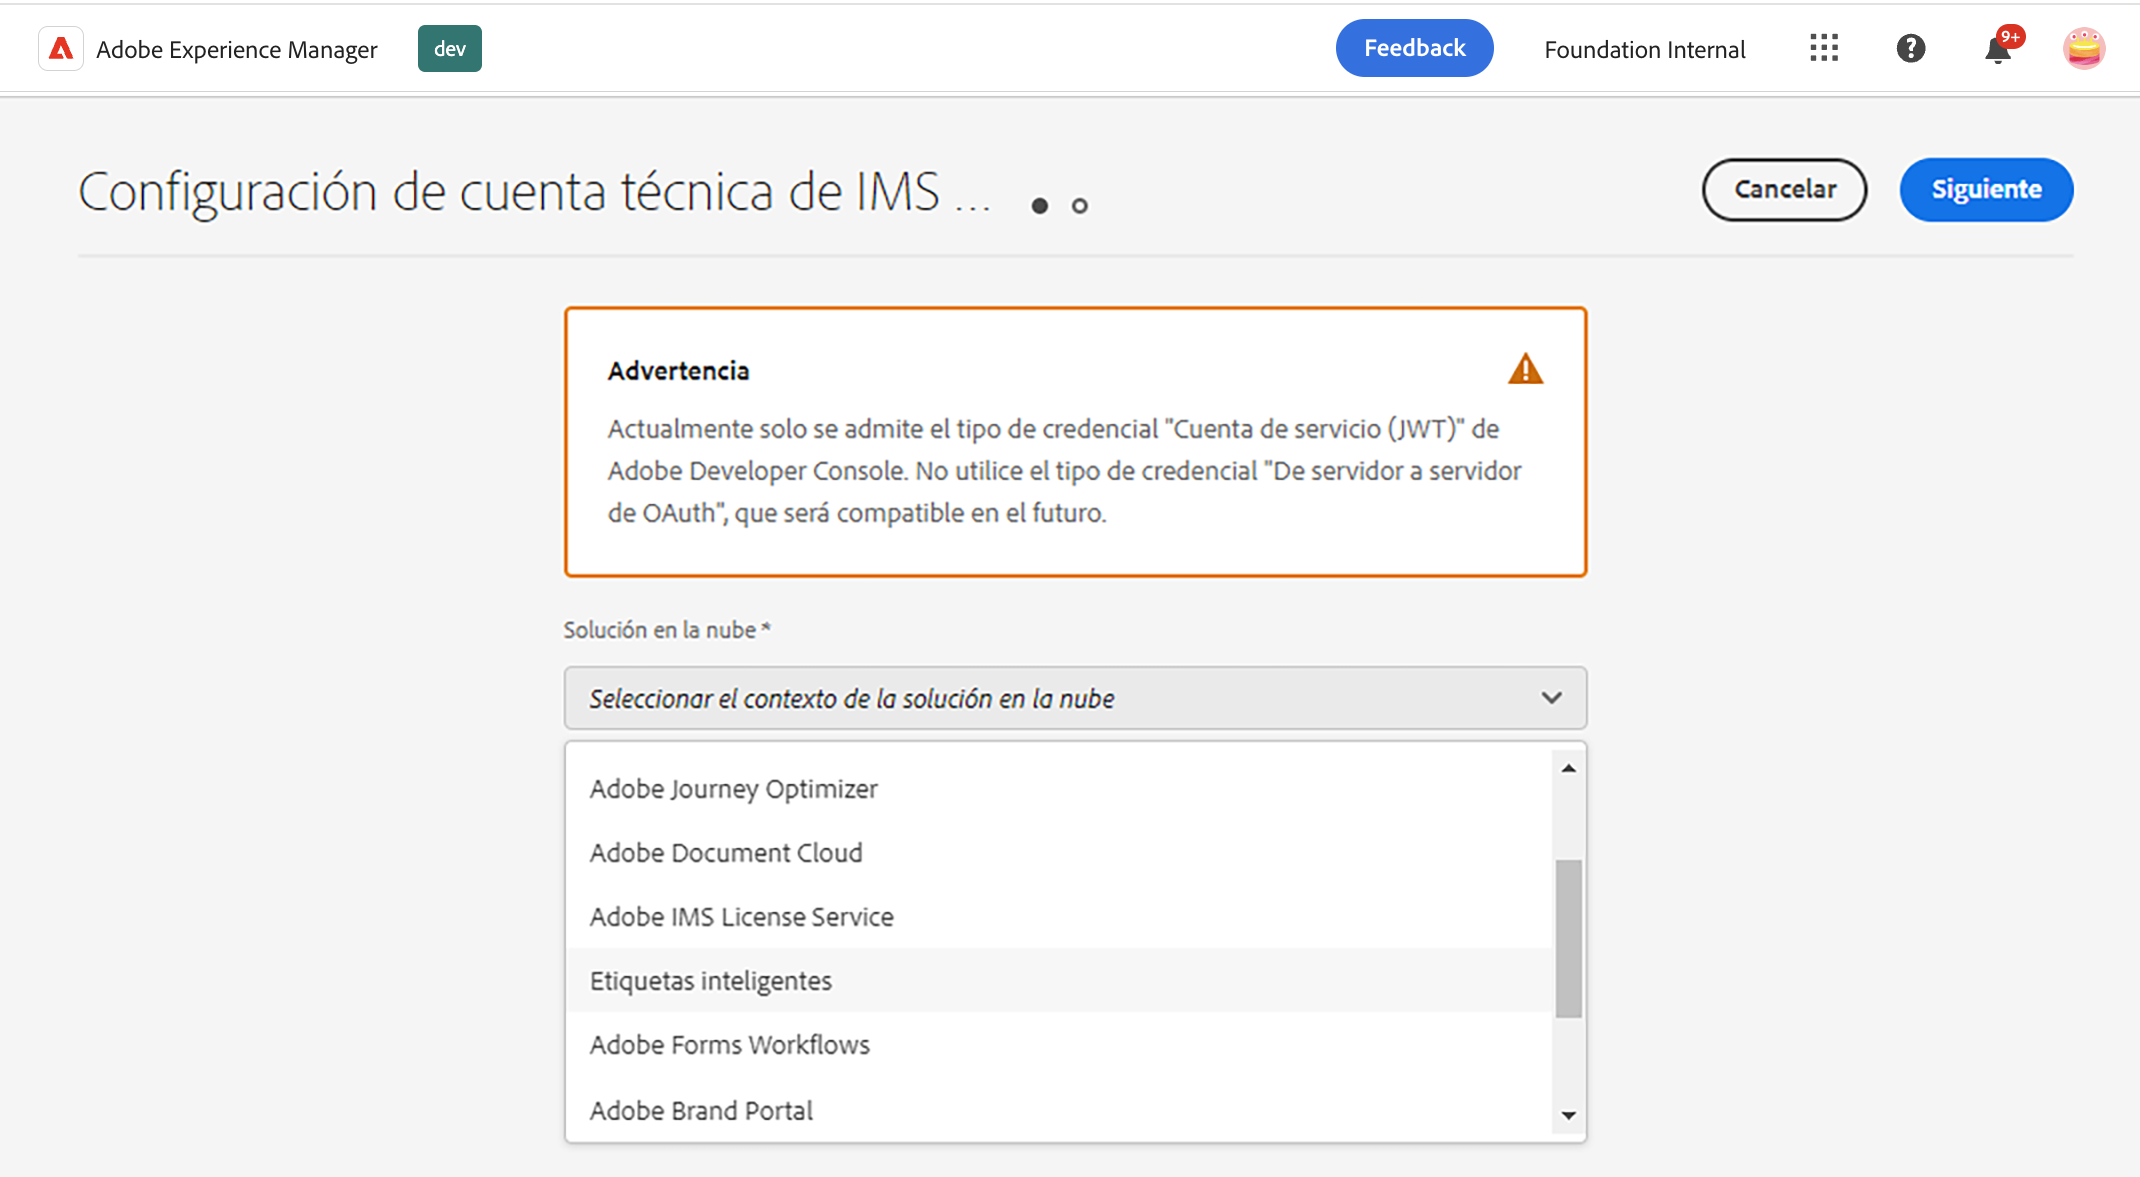 Adobe Experience Manager
dev
Feedback
Foundation Internal
9+
Configuración de cuenta técnica de IMS ...
Cancelar
Siguiente
Advertencia
Actualmente solo se admite el tipo de credencial "Cuenta de servicio (JWT)" de
Adobe Developer Console. No utilice el tipo de credencial "De servidor a servidor
de OAuth", que será compatible en el futuro.
Solución en la nube *
Seleccionar el contexto de la solución en la nube
Adobe Journey Optimizer
Adobe Document Cloud
Adobe IMS License Service
Etiquetas inteligentes
Adobe Forms Workflows
Adobe Brand Portal